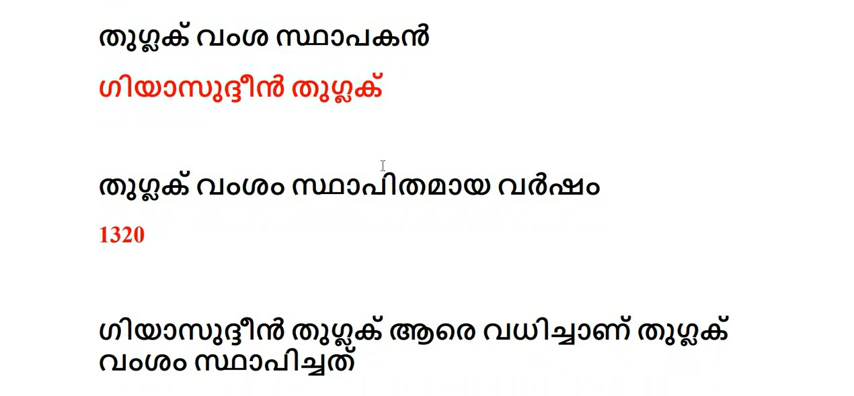 തുഗ്ലക് വംശ സ്ഥാപകൻ
ഗിയാസുദ്ദീൻ തുഗ്ലക്
തുഗ്ലക് വംശം സ്ഥാപിതമായ വർഷം
1320
ഗിയാസുദ്ദീൻ തുഗ്ലക് ആരെ വധിച്ചാണ് തുഗ്ലക്
വംശം സ്ഥാപിച്ചത്